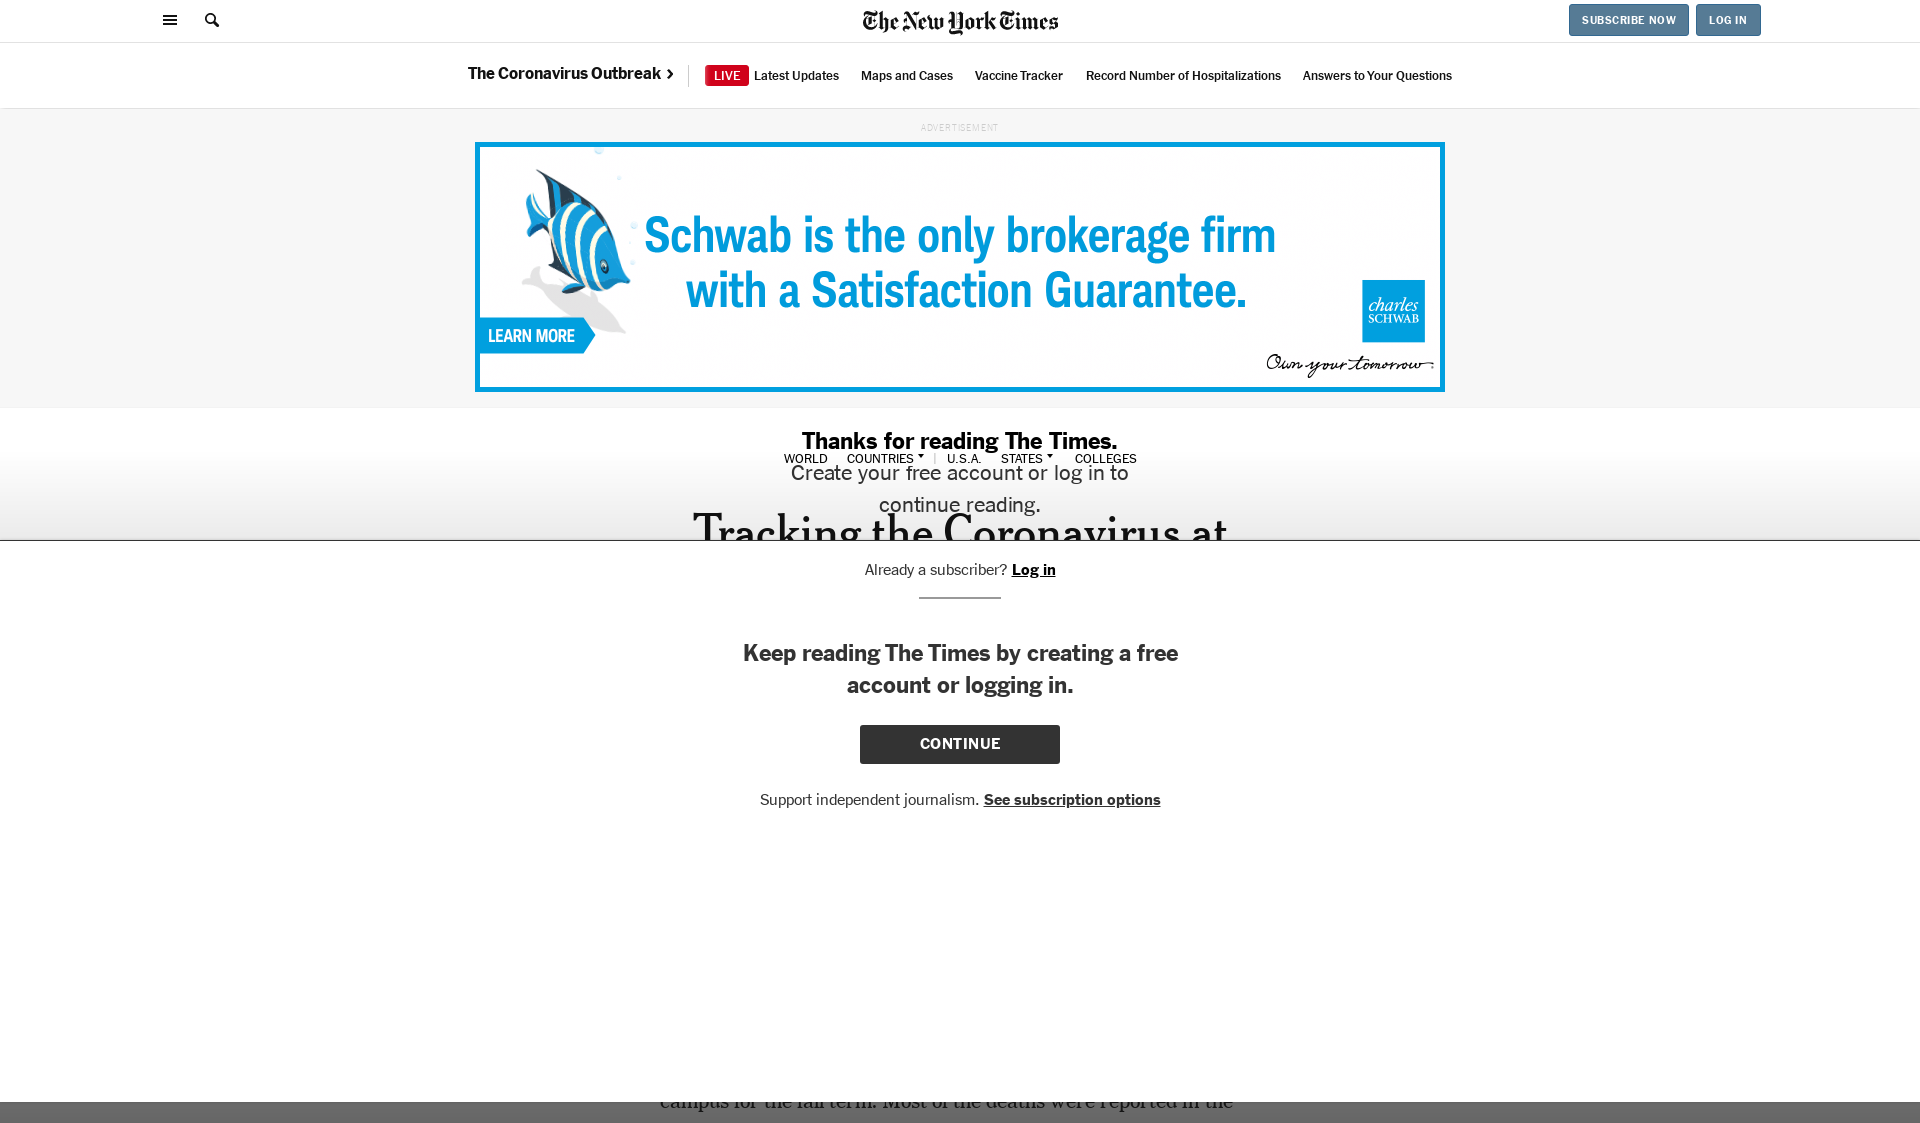 The New York Times
SUBSCRIBE NOW
LOG IN
The Coronavirus Outbreak
LIVE Latest Updates
Maps and Cases
Vaccine Tracker
Record Number of Hospitalizations
Answers to Your Questions
ADVERTISEMENT
Schwab is the only brokerage firm
with a Satisfaction Guarantee.
LEARN MORE
charles
SCHWAB
Own your tomorrow.
Thanks for reading The Times.
WORLD COUNTRIES U.S.A. STATES COLLEGES
Create your free account or log in to
continue reading.
Tracking the Coronavirus at
Already a subscriber? Log in
Keep reading The Times by creating a free
account or logging in.
CONTINUE
Support independent journalism. See subscription options
campus for the fall term. Most of the deaths were reported in the